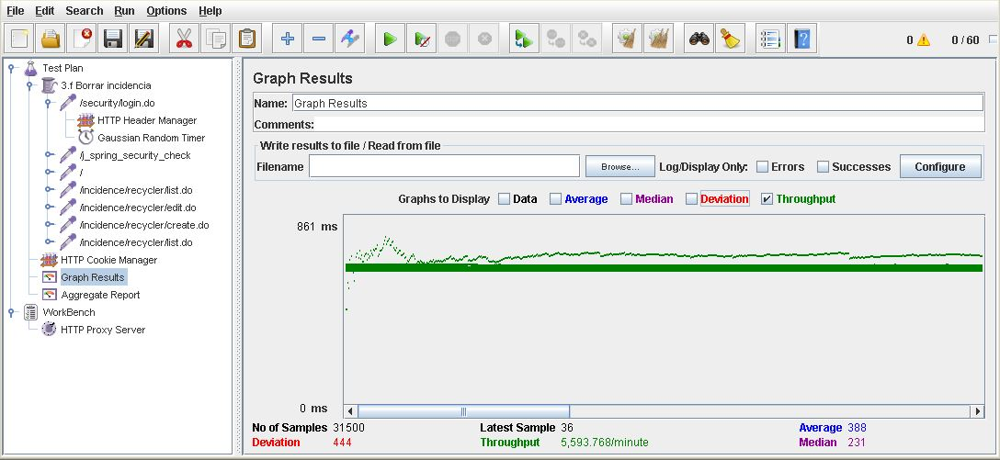 File Edit Search Run Options Help
0 0 / 60
Test Plan
3.f Borrar incidencia
/security/login.do
HTTP Header Manager
Gaussian Random Timer
/j_spring_security_check
/
/incidence/recycler/list.do
/incidence/recycler/edit.do
/incidence/recycler/create.do
/incidence/recycler/list.do
HTTP Cookie Manager
Graph Results
Aggregate Report
WorkBench
HTTP Proxy Server
Graph Results
Name: Graph Results
Comments:
Write results to file / Read from file
Filename Browse... Log/Display Only: Errors Successes Configure
Graphs to Display Data Average Median Deviation Throughput
861 ms
0 ms
No of Samples 31500 Latest Sample 36 Average 388
Deviation 444 Throughput 5,593.768/minute Median 231